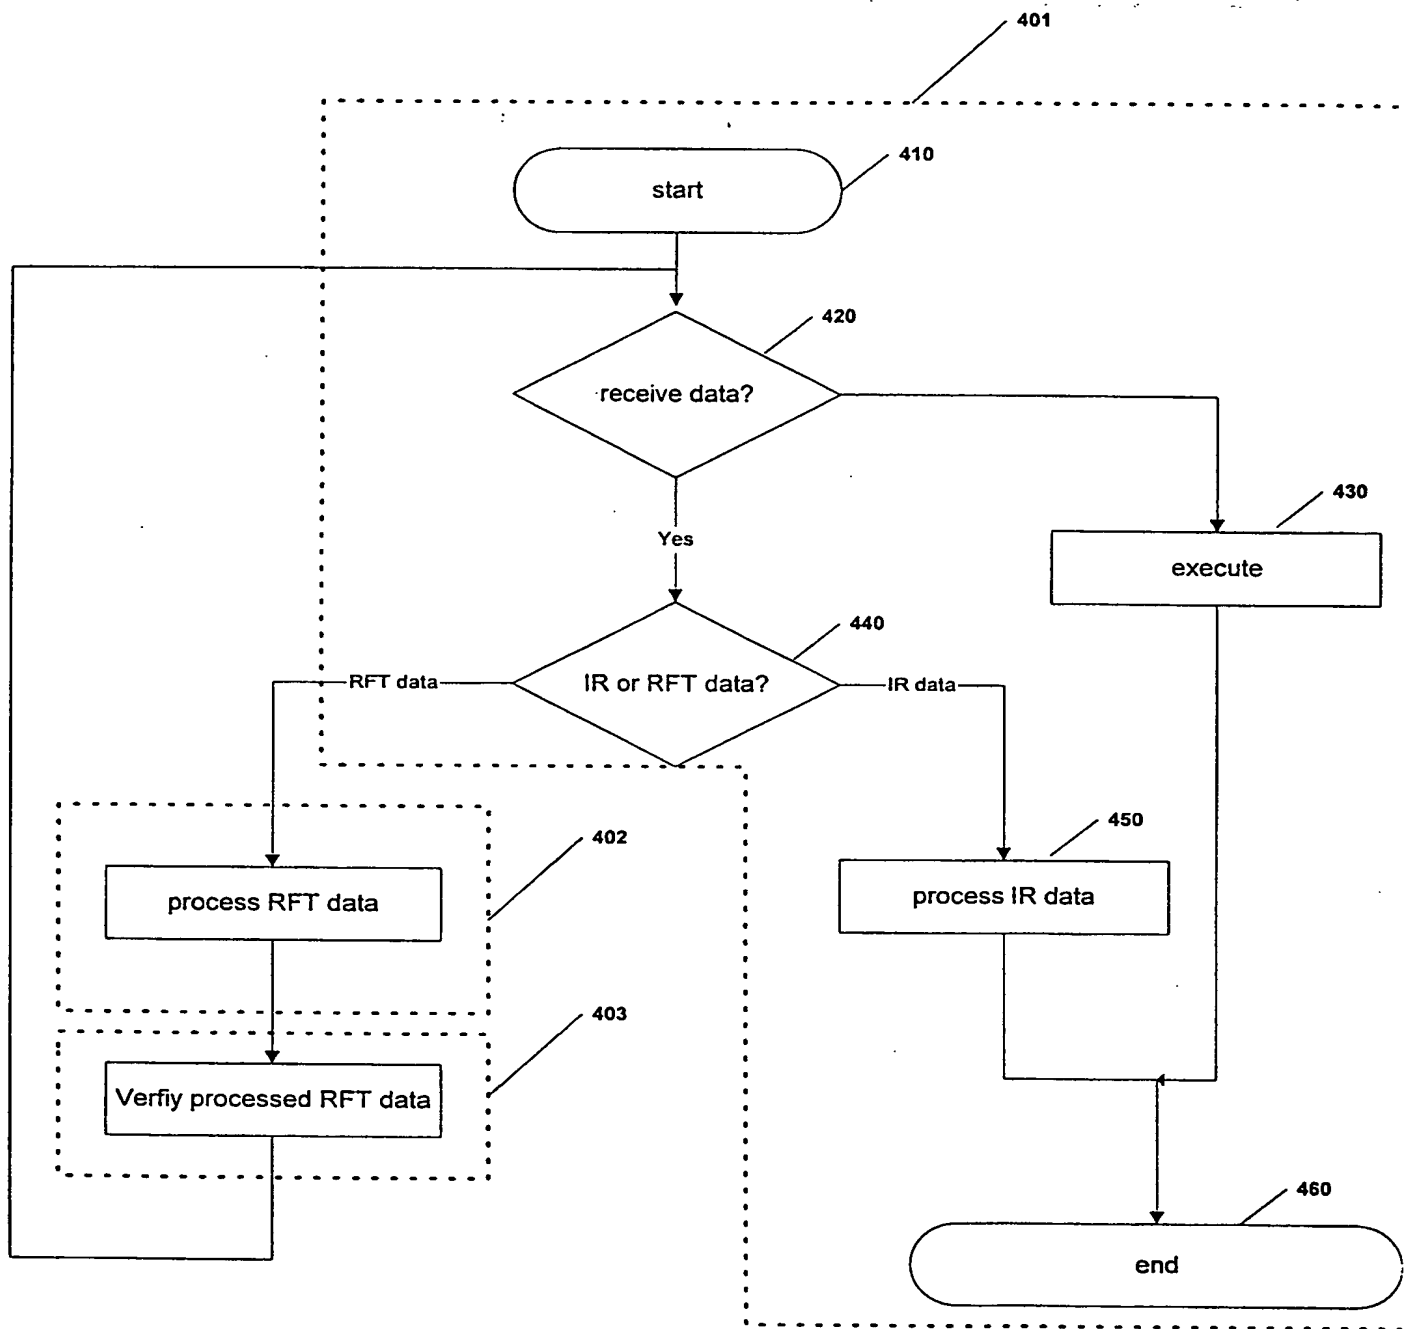 401
410
start
420
receive data?
430
Yes
execute
440
RFT data
IR or RFT data?
IR data
450
402
process RFT data
process IR data
403
Verfiy processed RFT data
460
end